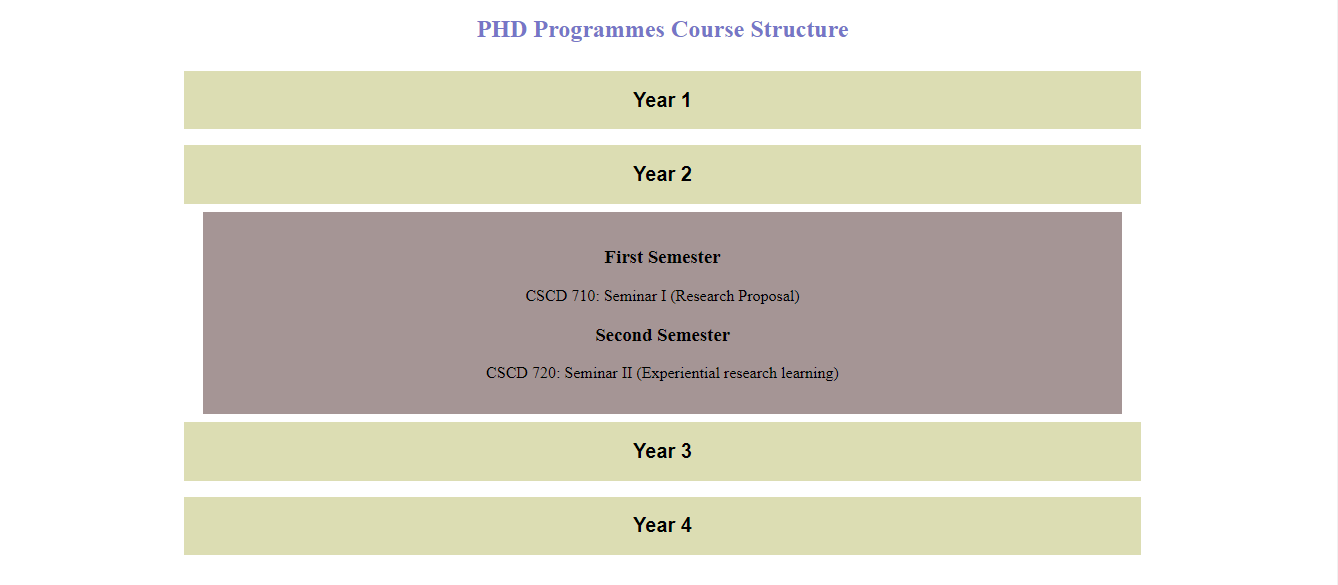 PHD Programmes Course Structure
Year 1
Year 2
First Semester
CSCD 710: Seminar I (Research Proposal)
Second Semester
CSCD 720: Seminar II (Experiential research learning)
Year 3
Year 4